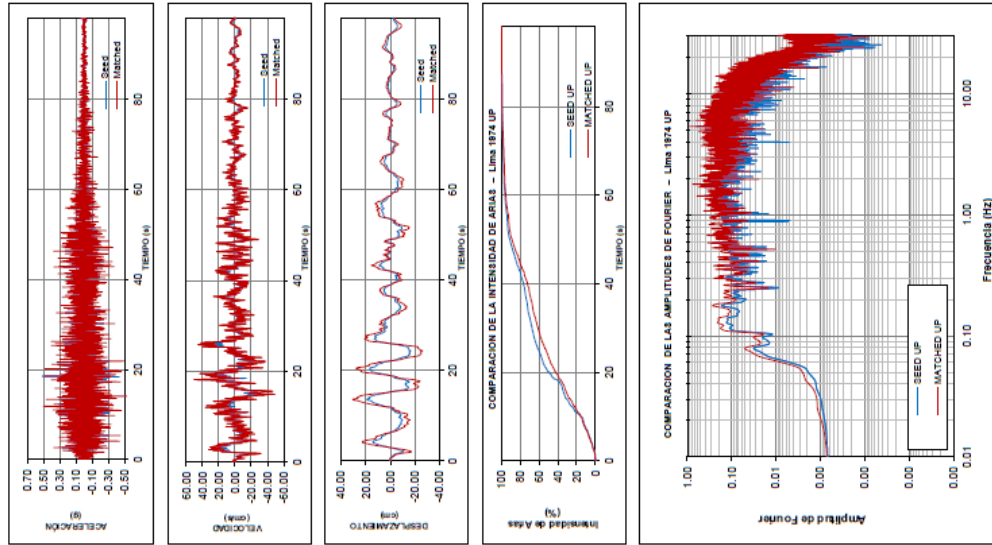 0.70
0.50
0.30
0.10
-0.10
-0.30
-0.50
ACELERACIÓN
(g)
0
20
40
60
80
TIEMPO (s)
Seed
Matched
60.00
40.00
20.00
0.00
-20.00
-40.00
-60.00
VELOCIDAD
(cm/s)
0
20
40
60
80
TIEMPO (s)
Seed
Matched
40.00
20.00
0.00
-20.00
-40.00
DESPLAZAMIENTO
(cm)
0
20
40
60
80
TIEMPO (s)
Seed
Matched
COMPARACION DE LA INTENSIDAD DE ARIAS - Lima 1974 UP
100
80
60
40
20
0
Intensidad de Arias
(%)
0
20
40
60
80
TIEMPO (s)
SEED UP
MATCHED UP
COMPARACION DE LAS AMPLITUDES DE FOURIER - Lima 1974 UP
1.00
0.10
0.01
0.00
0.00
0.00
Amplitud de Fourier
0.01
0.10
1.00
10.00
Frecuencia (Hz)
SEED UP
MATCHED UP